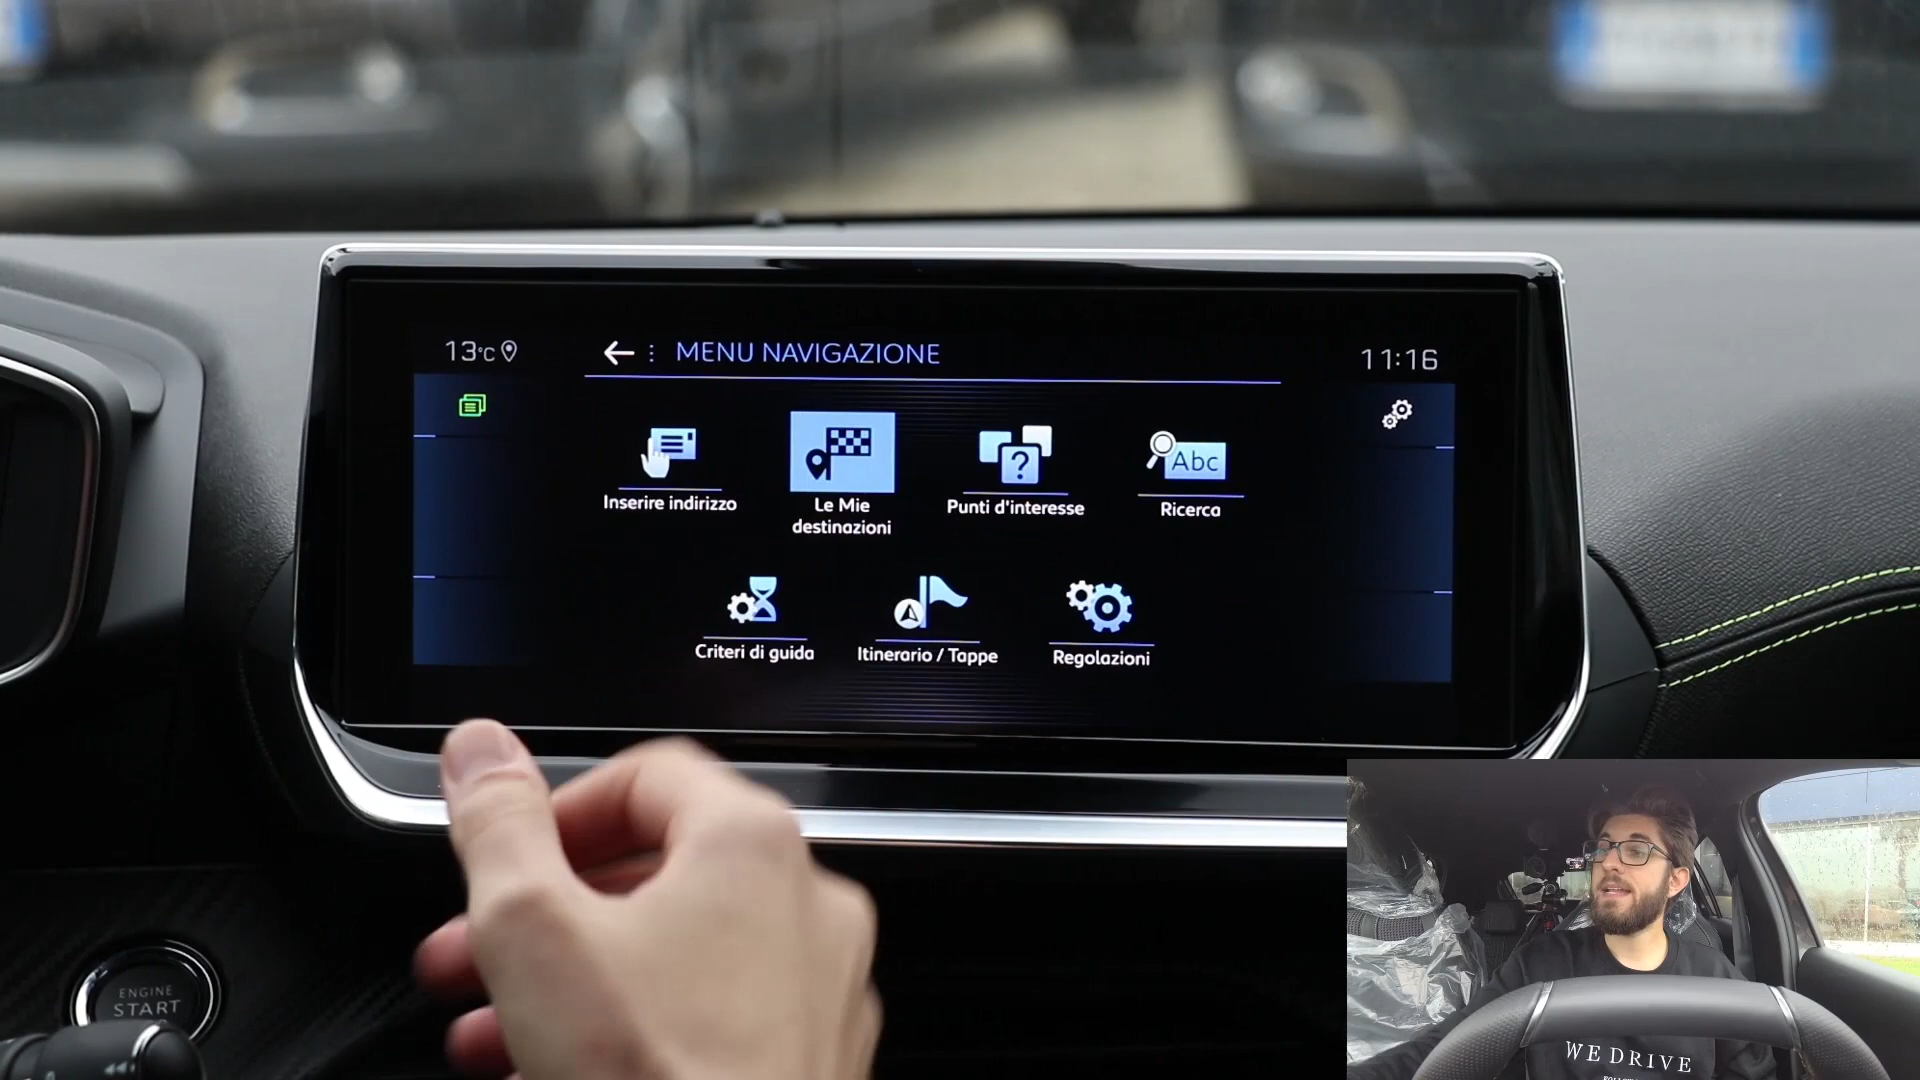 13°C
MENU NAVIGAZIONE
11:16
Inserire indirizzo
Le Mie
destinazioni
Punti d'interesse
Abc
Ricerca
Criteri di guida
Itinerario / Tappe
Regolazioni
ENGINE
START
WE DRIVE